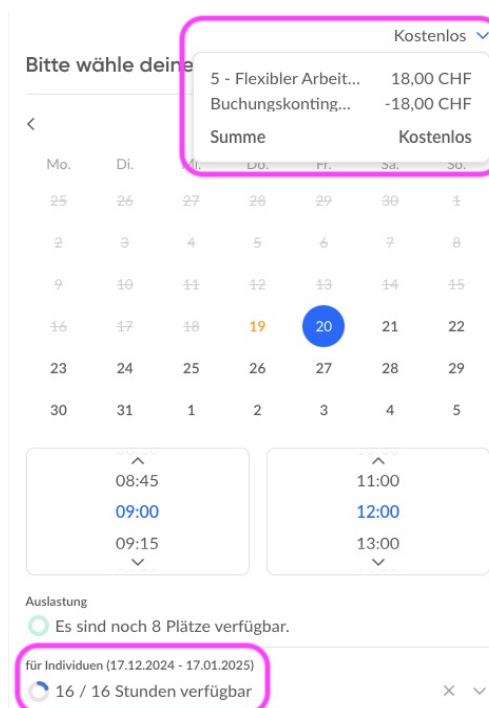 Kostenlos
Bitte wähle deine
5 - Flexibler Arbeit... 18,00 CHF
Buchungskonting... -18,00 CHF
Summe Kostenlos
Mo. Di. Mi. Do. Fr. Sa. So.
25 26 27 28 29 30 1
2 3 4 5 6 7 8
9 10 11 12 13 14 15
16 17 18 19 20 21 22
23 24 25 26 27 28 29
30 31 1 2 3 4 5
08:45 11:00
09:00 12:00
09:15 13:00
Auslastung
Es sind noch 8 Plätze verfügbar.
für Individuen (17.12.2024 - 17.01.2025)
16 / 16 Stunden verfügbar